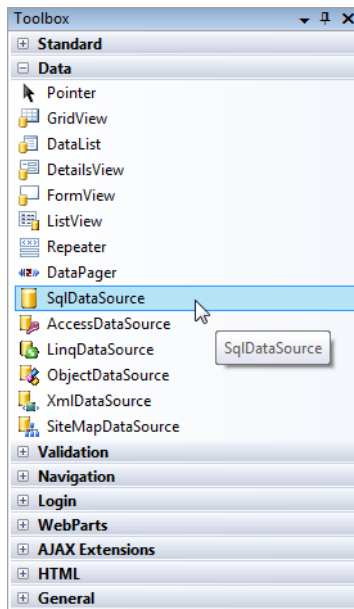 Toolbox
Standard
Data
Pointer
GridView
DataList
DetailsView
FormView
ListView
Repeater
DataPager
SqlDataSource
AccessDataSource
LinqDataSource
SqlDataSource
ObjectDataSource
XmlDataSource
SiteMapDataSource
Validation
Navigation
Login
WebParts
AJAX Extensions
HTML
General